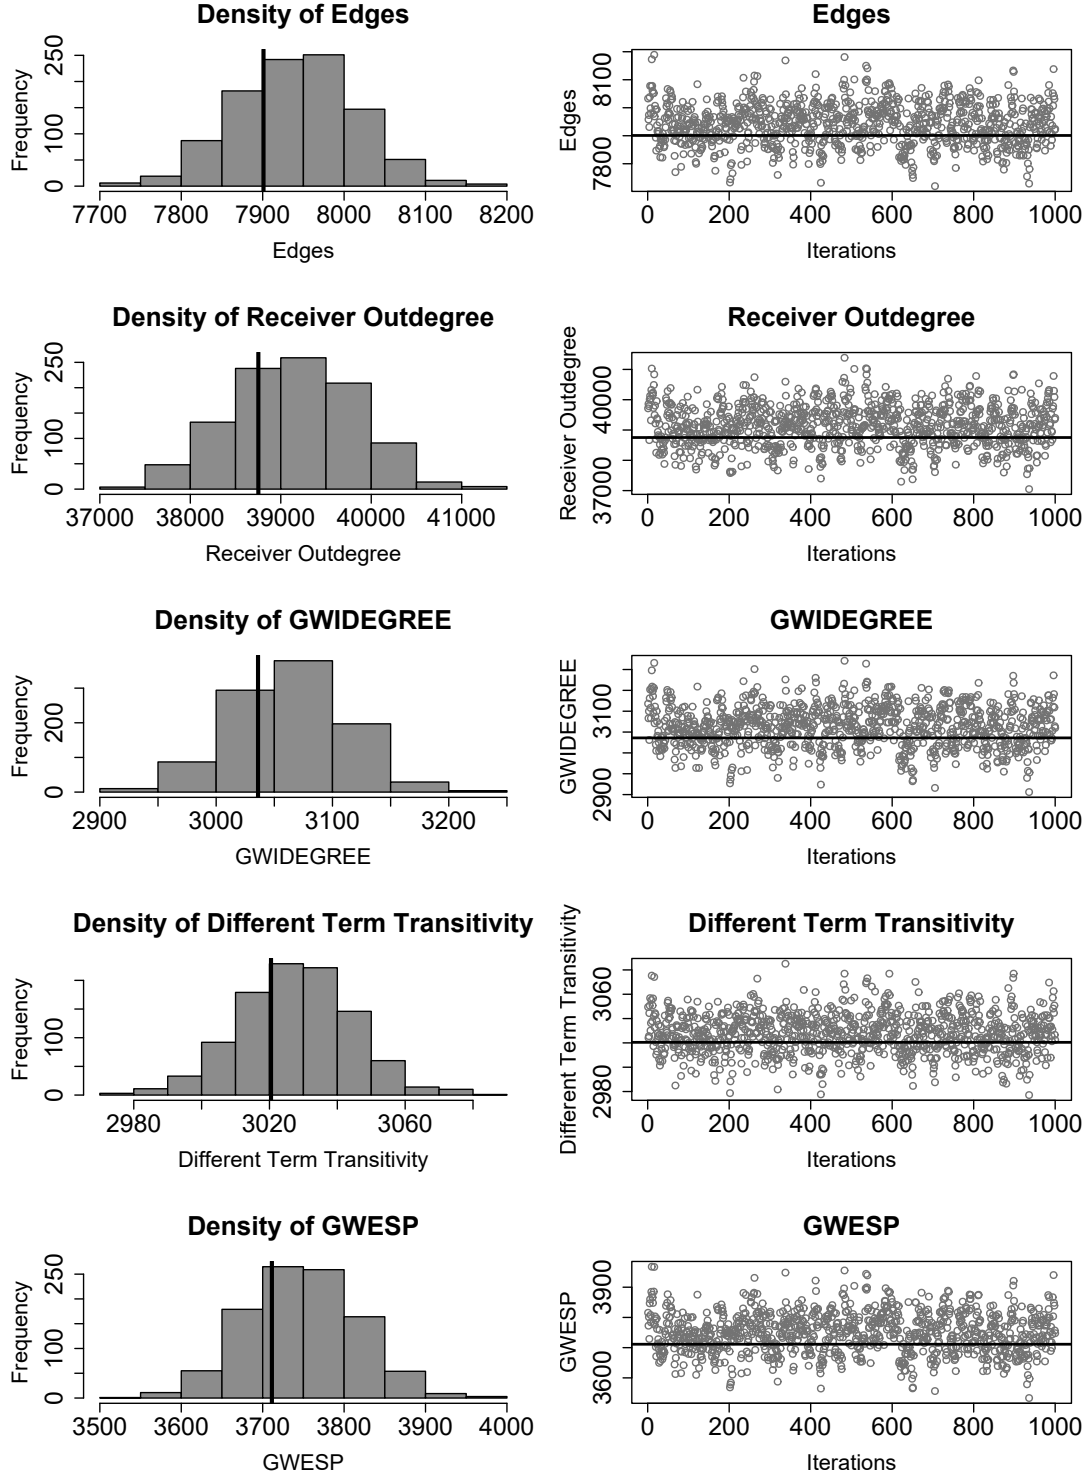 Density of Edges
Frequency
0 100 250
7700 7800 7900 8000 8100 8200
Edges
Edges
Edges
7800 8100
0 200 400 600 800 1000
Iterations
Density of Receiver Outdegree
Frequency
0 100 250
37000 38000 39000 40000 41000
Receiver Outdegree
Receiver Outdegree
Receiver Outdegree
37000 40000
0 200 400 600 800 1000
Iterations
Density of GWIDEGREE
Frequency
0 200
2900 3000 3100 3200
GWIDEGREE
GWIDEGREE
GWIDEGREE
2900 3100
0 200 400 600 800 1000
Iterations
Density of Different Term Transitivity
Frequency
0 100
2980 3020 3060
Different Term Transitivity
Different Term Transitivity
Different Term Transitivity
2980 3060
0 200 400 600 800 1000
Iterations
Density of GWESP
Frequency
0 100 250
3500 3600 3700 3800 3900 4000
GWESP
GWESP
GWESP
3600 3900
0 200 400 600 800 1000
Iterations